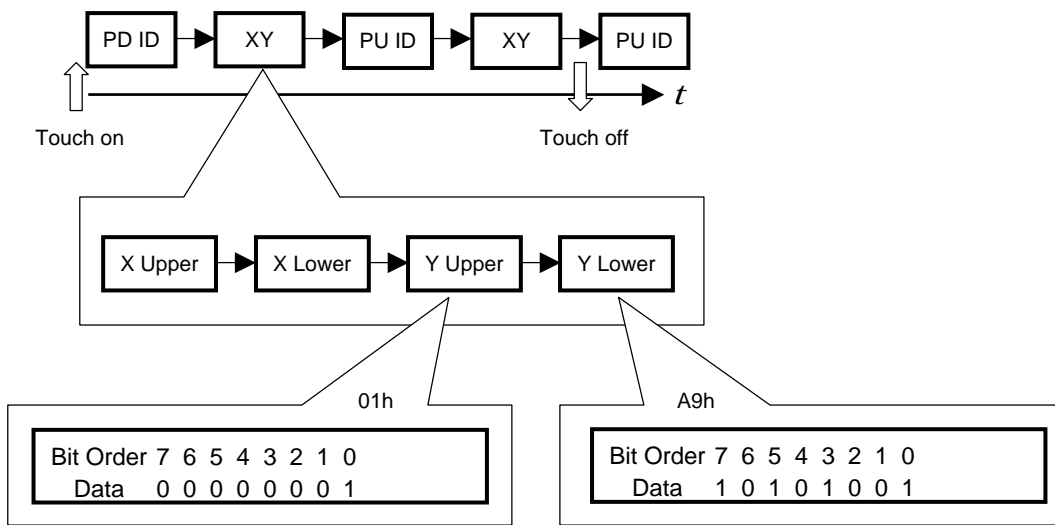 PD ID XY PU ID XY PU ID
t
Touch on Touch off
X Upper X Lower Y Upper Y Lower
01h A9h
Bit Order 7 6 5 4 3 2 1 0
Data 0 0 0 0 0 0 0 1
Bit Order 7 6 5 4 3 2 1 0
Data 1 0 1 0 1 0 0 1